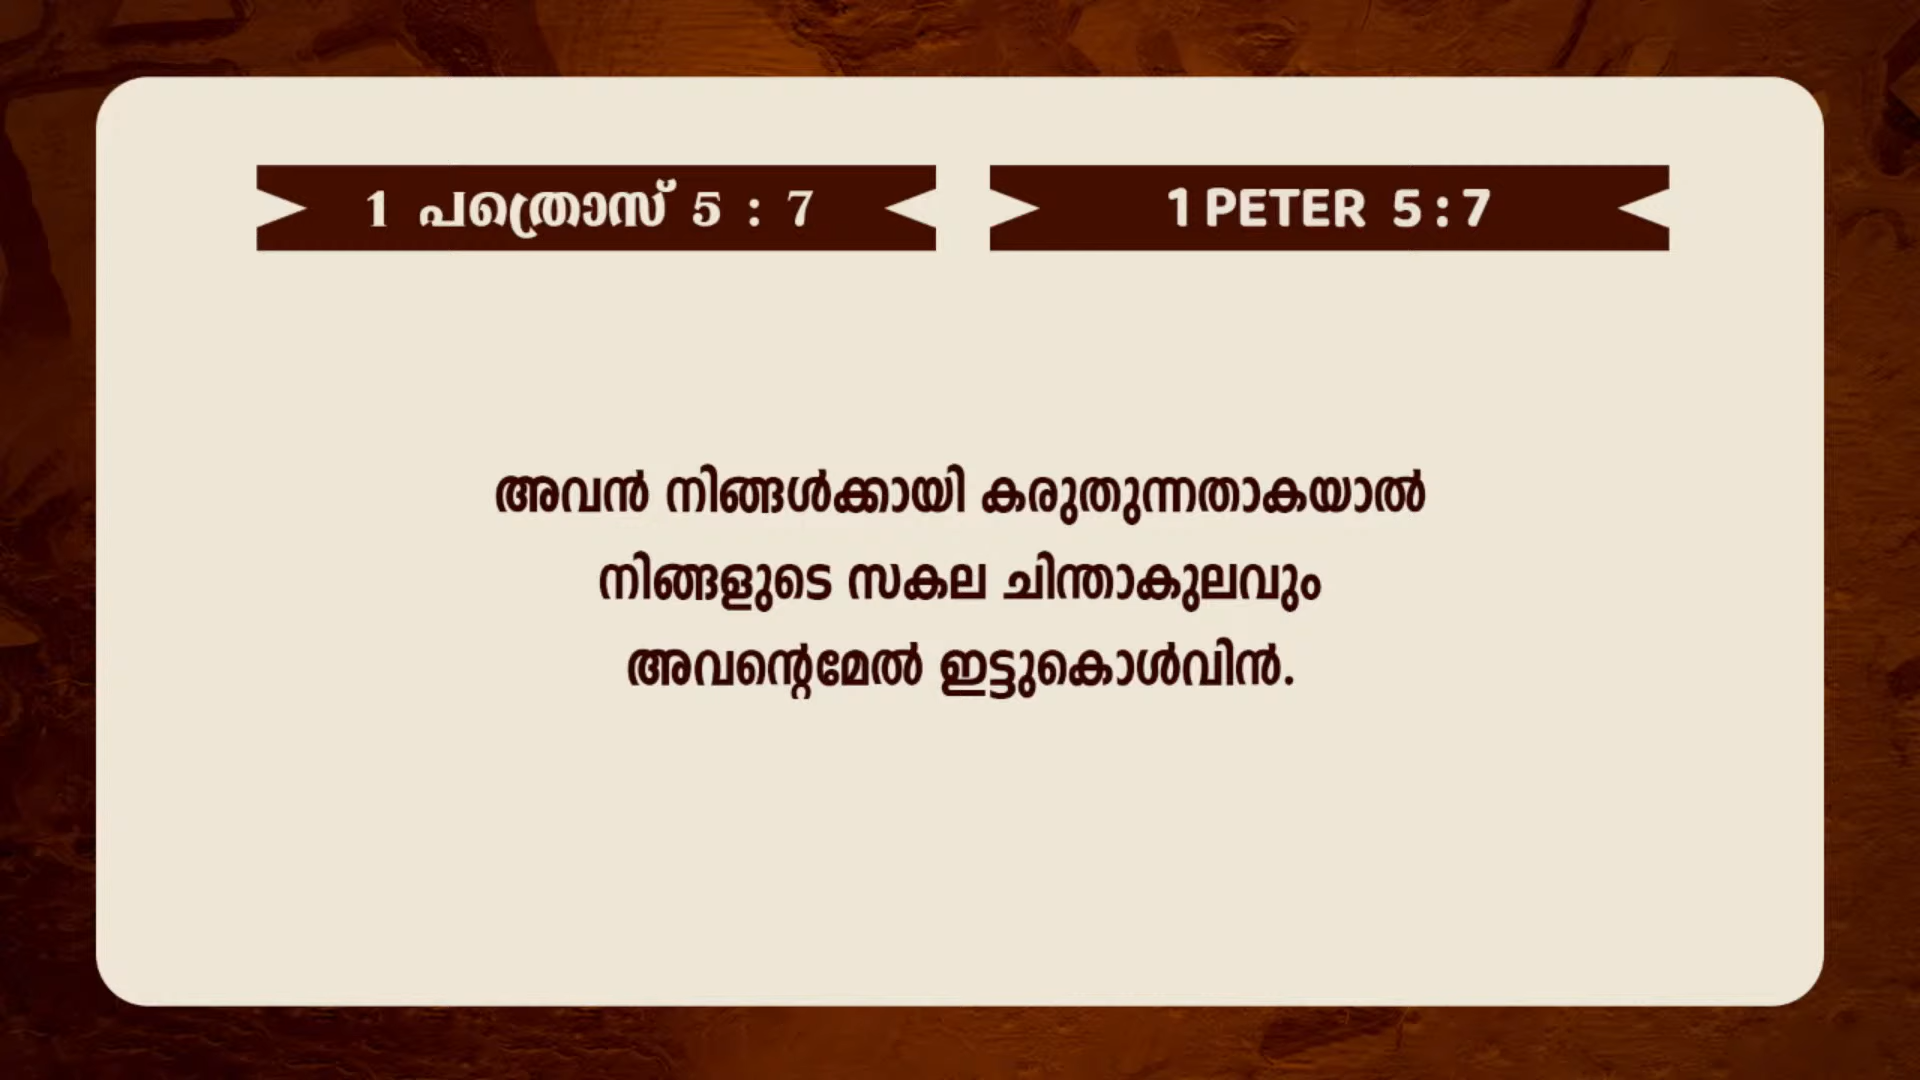 1 പത്രൊസ് 5 : 7
1 PETER 5 : 7
അവൻ നിങ്ങൾക്കായി കരുതുന്നതാകയാൽ
നിങ്ങളുടെ സകല ചിന്താകുലവും
അവന്റെമേൽ ഇട്ടുകൊൾവിൻ.